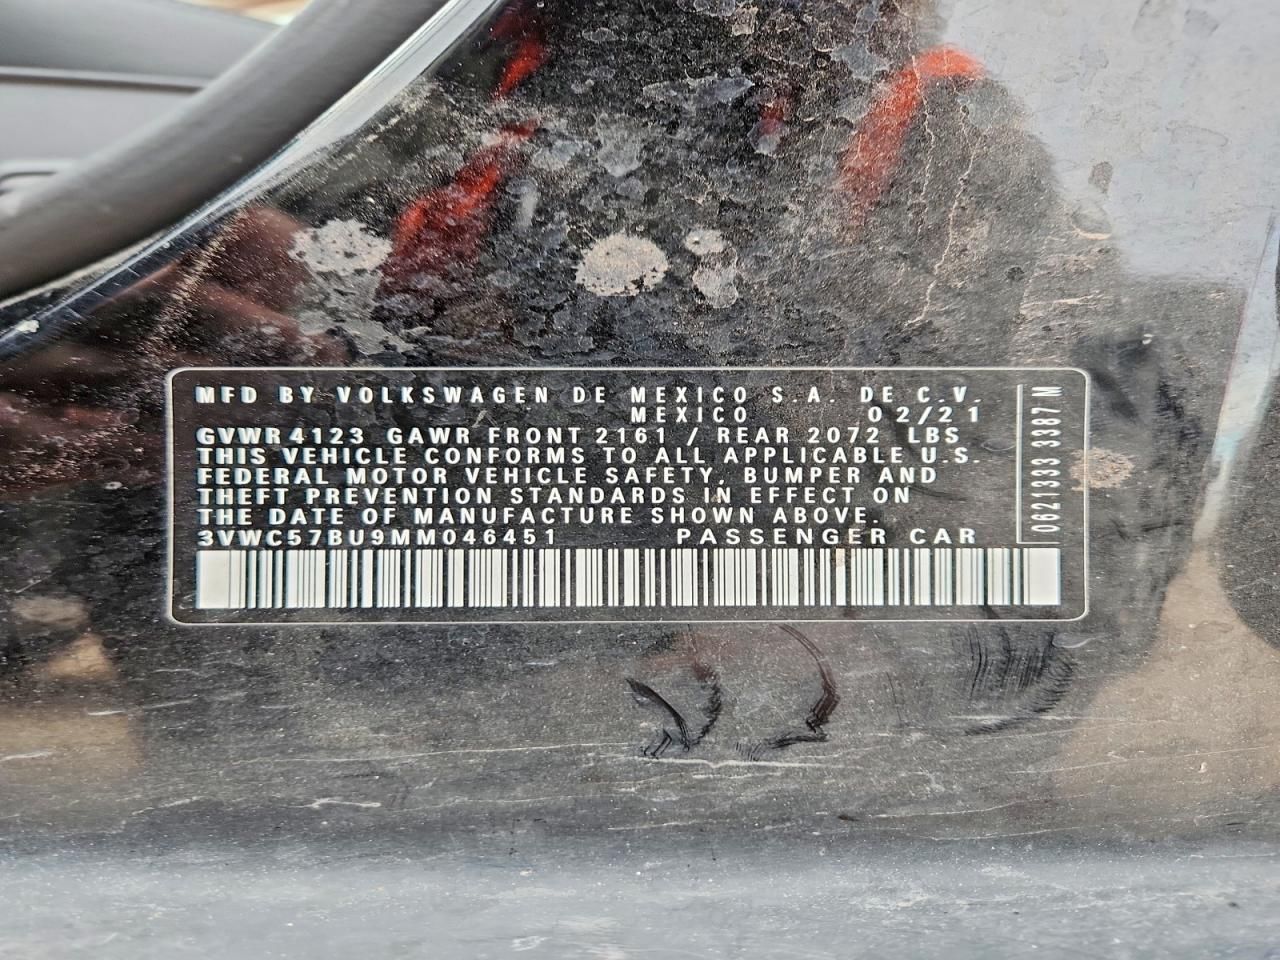 MFD BY VOLKSWAGEN DE MEXICO S.A. DE C.V.
MEXICO 02/21
GVWR 4123 GAWR FRONT 2161 / REAR 2072 LBS
THIS VEHICLE CONFORMS TO ALL APPLICABLE U.S.
FEDERAL MOTOR VEHICLE SAFETY, BUMPER AND
THEFT PREVENTION STANDARDS IN EFFECT ON
THE DATE OF MANUFACTURE SHOWN ABOVE.
3VWC57BU9MM046451 PASSENGER CAR
0621333 3387 M